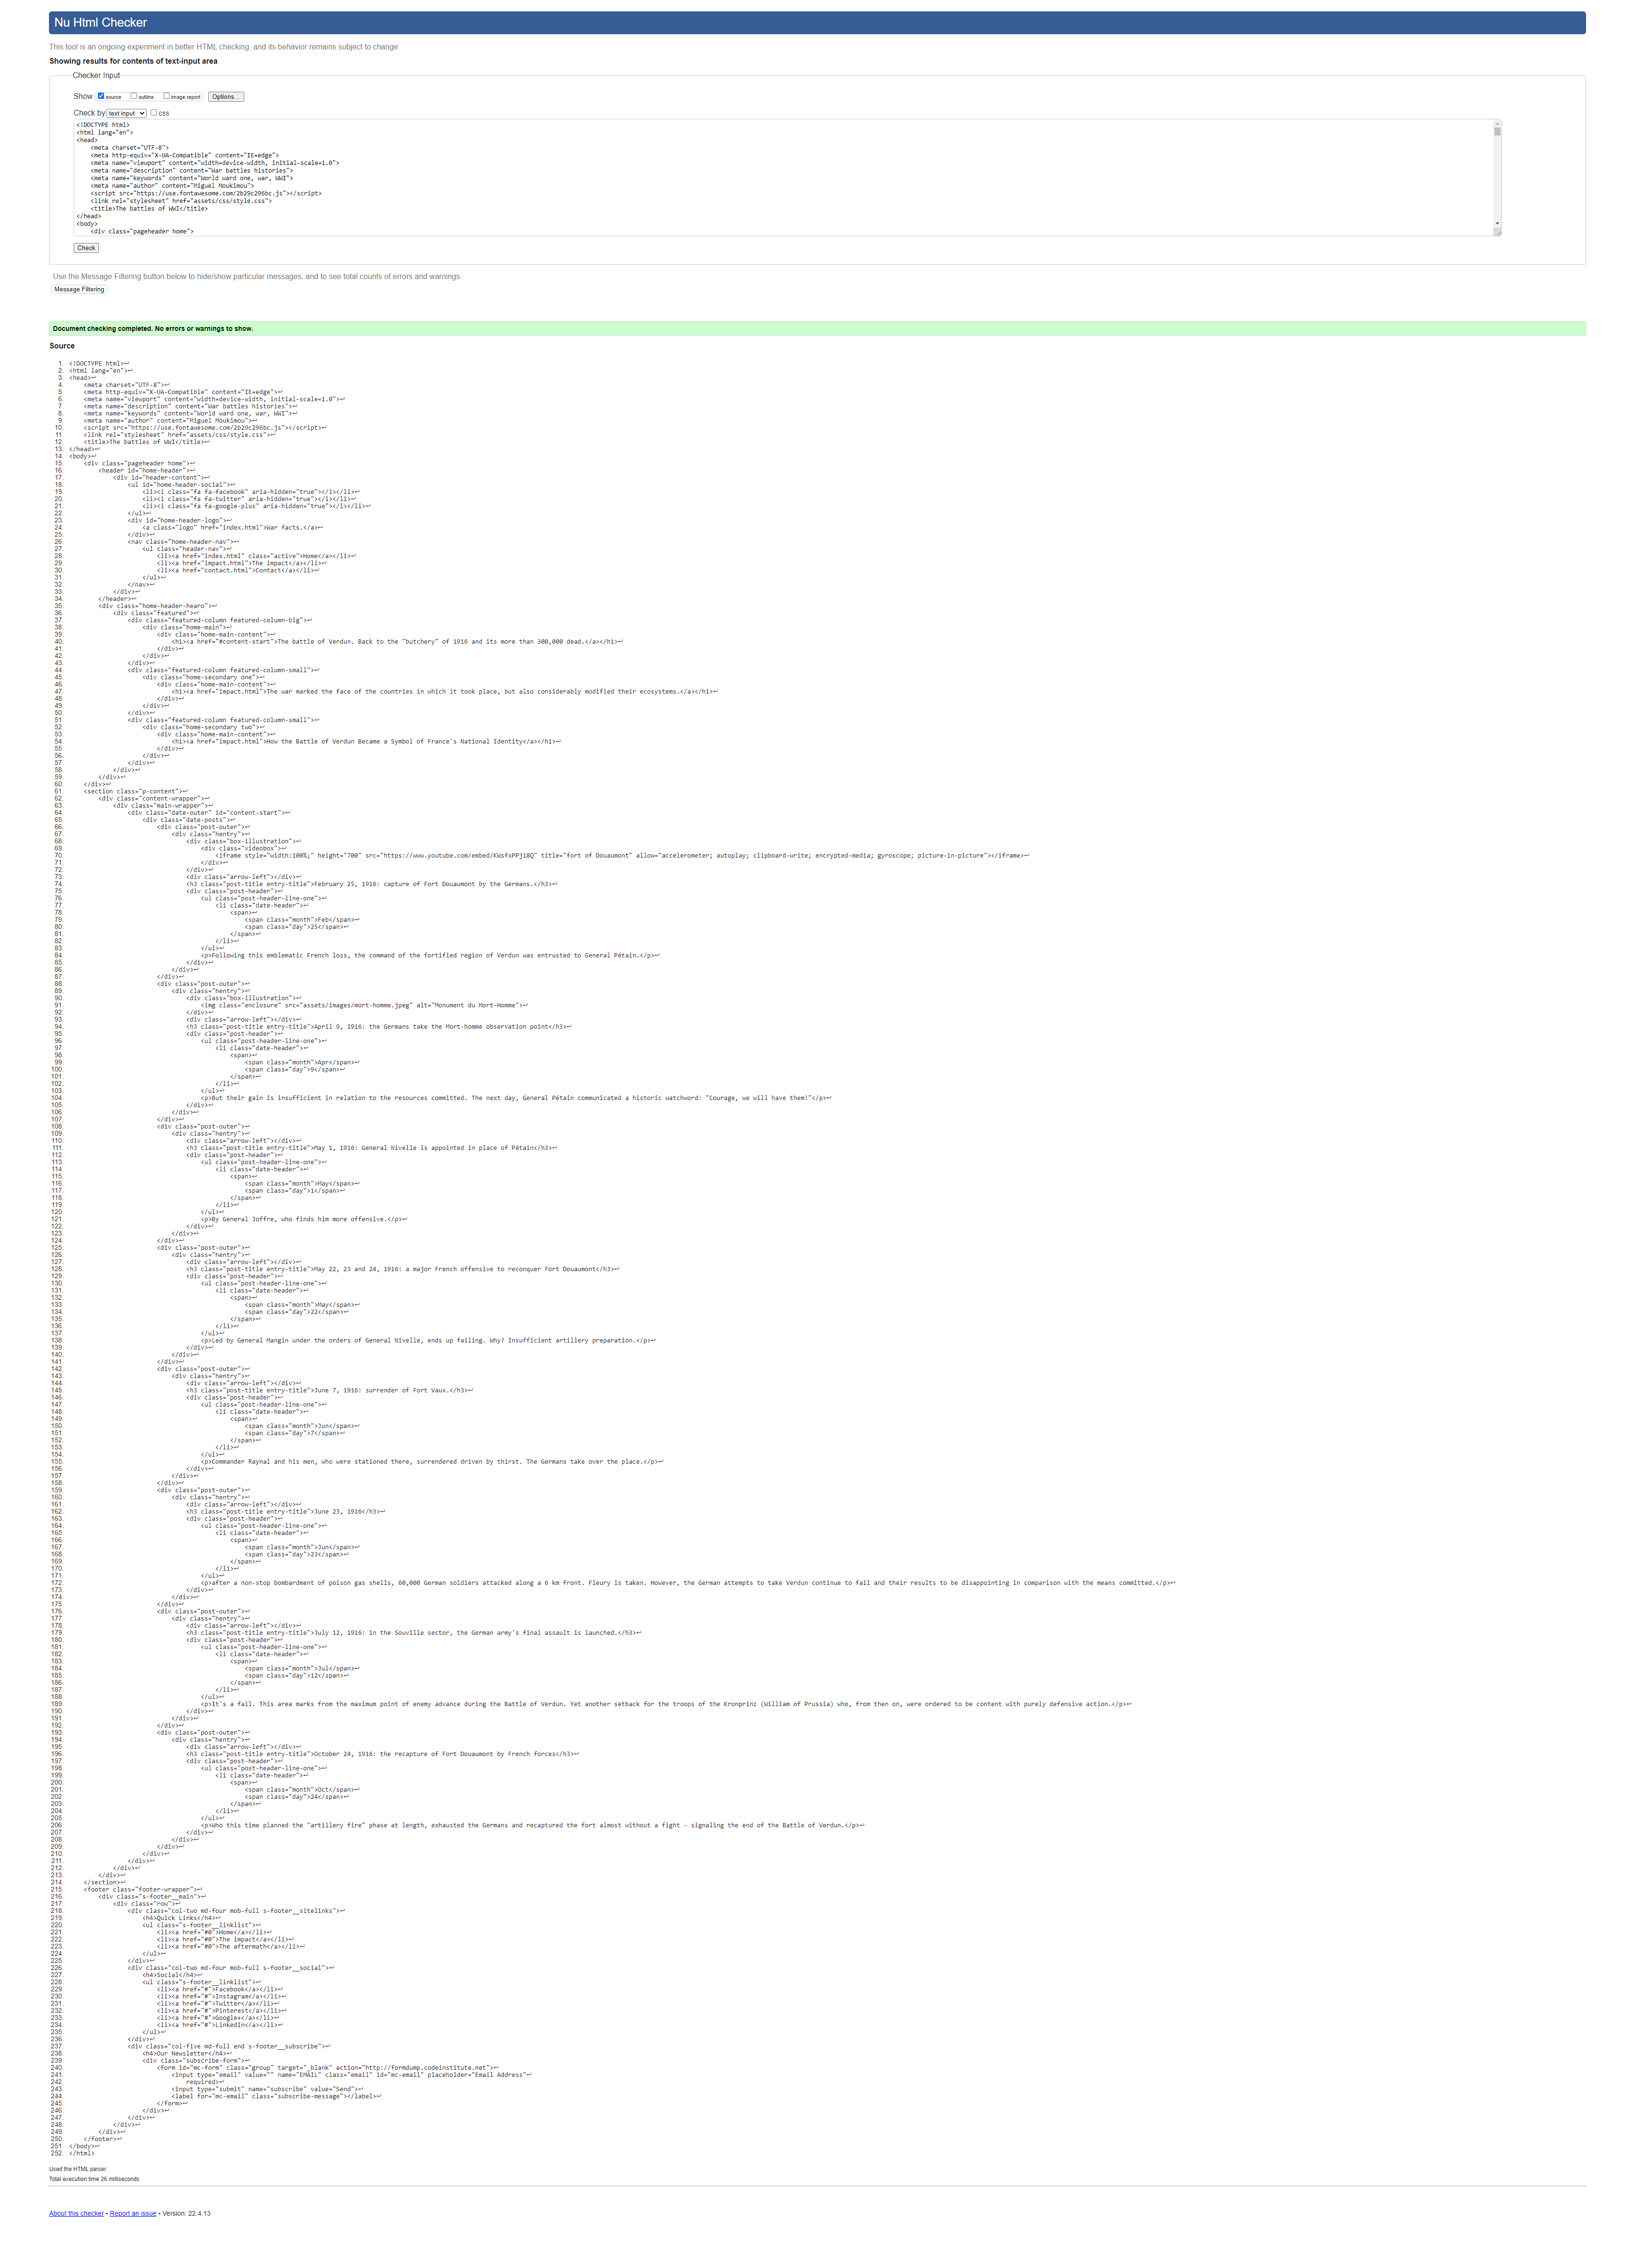 Nu Html Checker
This tool is an ongoing experiment in better HTML checking, and its behavior remains subject to change
Showing results for contents of text-input area
Checker Input
Show source outline image report Options...
Check by text input css
<!DOCTYPE html>
<html lang="en">
<head>
    <meta charset="UTF-8">
    <meta http-equiv="X-UA-Compatible" content="IE=edge">
    <meta name="viewport" content="width=device-width, initial-scale=1.0">
    <meta name="description" content="War battles histories">
    <meta name="keywords" content="World ward one, war, WWI">
    <meta name="author" content="Miguel Moukimou">
    <script src="https://use.fontawesome.com/2b29c296bc.js"></script>
    <link rel="stylesheet" href="assets/css/style.css">
    <title>The battles of WWI</title>
</head>
<body>
    <div class="pageheader home">
Check
Use the Message Filtering button below to hide/show particular messages, and to see total counts of errors and warnings.
Message Filtering
Document checking completed. No errors or warnings to show.
Source
1. <!DOCTYPE html>↩
2. <html lang="en">↩
3. <head>↩
4.     <meta charset="UTF-8">↩
5.     <meta http-equiv="X-UA-Compatible" content="IE=edge">↩
6.     <meta name="viewport" content="width=device-width, initial-scale=1.0">↩
7.     <meta name="description" content="War battles histories">↩
8.     <meta name="keywords" content="World ward one, war, WWI">↩
9.     <meta name="author" content="Miguel Moukimou">↩
10.     <script src="https://use.fontawesome.com/2b29c296bc.js"></script>↩
11.     <link rel="stylesheet" href="assets/css/style.css">↩
12.     <title>The battles of WWI</title>↩
13. </head>↩
14. <body>↩
15.     <div class="pageheader home">↩
16.         <header id="home-header">↩
17.             <div id="header-content">↩
18.                 <ul id="home-header-social">↩
19.                     <li><i class="fa fa-facebook" aria-hidden="true"></i></li>↩
20.                     <li><i class="fa fa-twitter" aria-hidden="true"></i></li>↩
21.                     <li><i class="fa fa-google-plus" aria-hidden="true"></i></li>↩
22.                 </ul>↩
23.                 <div id="home-header-logo">↩
24.                     <a class="logo" href="index.html">War facts.</a>↩
25.                 </div>↩
26.                 <nav class="home-header-nav">↩
27.                     <ul class="header-nav">↩
28.                         <li><a href="index.html" class="active">Home</a></li>↩
29.                         <li><a href="impact.html">The impact</a></li>↩
30.                         <li><a href="contact.html">Contact</a></li>↩
31.                     </ul>↩
32.                 </nav>↩
33.             </div>↩
34.         </header>↩
35.         <div class="home-header-hearo">↩
36.             <div class="featured">↩
37.                 <div class="featured-column featured-column-big">↩
38.                     <div class="home-main">↩
39.                         <div class="home-main-content">↩
40.                             <h1><a href="#content-start">The battle of Verdun. Back to the "butchery" of 1916 and its more than 300,000 dead.</a></h1>↩
41.                         </div>↩
42.                     </div>↩
43.                 </div>↩
44.                 <div class="featured-column featured-column-small">↩
45.                     <div class="home-secondary one">↩
46.                         <div class="home-main-content">↩
47.                             <h1><a href="impact.html">The war marked the face of the countries in which it took place, but also considerably modified their ecosystems.</a></h1>↩
48.                         </div>↩
49.                     </div>↩
50.                 </div>↩
51.                 <div class="featured-column featured-column-small">↩
52.                     <div class="home-secondary two">↩
53.                         <div class="home-main-content">↩
54.                             <h1><a href="impact.html">How the Battle of Verdun Became a Symbol of France's National Identity</a></h1>↩
55.                         </div>↩
56.                     </div>↩
57.                 </div>↩
58.             </div>↩
59.         </div>↩
60.     </div>↩
61.     <section class="p-content">↩
62.         <div class="content-wrapper">↩
63.             <div class="main-wrapper">↩
64.                 <div class="date-outer" id="content-start">↩
65.                     <div class="date-posts">↩
66.                         <div class="post-outer">↩
67.                             <div class="hentry">↩
68.                                 <div class="box-illustration">↩
69.                                     <div class="videobox">↩
70.                                         <iframe style="width:100%;" height="700" src="https://www.youtube.com/embed/KWsfxPPj18Q" title="fort of Douaumont" allow="accelerometer; autoplay; clipboard-write; encrypted-media; gyroscope; picture-in-picture"></iframe>↩
71.                                     </div>↩
72.                                 </div>↩
73.                                 <div class="arrow-left"></div>↩
74.                                 <h3 class="post-title entry-title">February 25, 1916: capture of Fort Douaumont by the Germans.</h3>↩
75.                                 <div class="post-header">↩
76.                                     <ul class="post-header-line-one">↩
77.                                         <li class="date-header">↩
78.                                             <span>↩
79.                                                 <span class="month">Feb</span>↩
80.                                                 <span class="day">25</span>↩
81.                                             </span>↩
82.                                         </li>↩
83.                                     </ul>↩
84.                                     <p>Following this emblematic French loss, the command of the fortified region of Verdun was entrusted to General Pétain.</p>↩
85.                                 </div>↩
86.                             </div>↩
87.                         </div>↩
88.                         <div class="post-outer">↩
89.                             <div class="hentry">↩
90.                                 <div class="box-illustration">↩
91.                                     <img class="enclosure" src="assets/images/mort-homme.jpeg" alt="Monument du Mort-Homme">↩
92.                                 </div>↩
93.                                 <div class="arrow-left"></div>↩
94.                                 <h3 class="post-title entry-title">April 9, 1916: the Germans take the Mort-homme observation point</h3>↩
95.                                 <div class="post-header">↩
96.                                     <ul class="post-header-line-one">↩
97.                                         <li class="date-header">↩
98.                                             <span>↩
99.                                                 <span class="month">Apr</span>↩
100.                                                 <span class="day">9</span>↩
101.                                             </span>↩
102.                                         </li>↩
103.                                     </ul>↩
104.                                     <p>But their gain is insufficient in relation to the resources committed. The next day, General Pétain communicated a historic watchword: "Courage, we will have them!"</p>↩
105.                                 </div>↩
106.                             </div>↩
107.                         </div>↩
108.                         <div class="post-outer">↩
109.                             <div class="hentry">↩
110.                                 <div class="arrow-left"></div>↩
111.                                 <h3 class="post-title entry-title">May 1, 1916: General Nivelle is appointed in place of Pétain</h3>↩
112.                                 <div class="post-header">↩
113.                                     <ul class="post-header-line-one">↩
114.                                         <li class="date-header">↩
115.                                             <span>↩
116.                                                 <span class="month">May</span>↩
117.                                                 <span class="day">1</span>↩
118.                                             </span>↩
119.                                         </li>↩
120.                                     </ul>↩
121.                                     <p>By General Joffre, who finds him more offensive.</p>↩
122.                                 </div>↩
123.                             </div>↩
124.                         </div>↩
125.                         <div class="post-outer">↩
126.                             <div class="hentry">↩
127.                                 <div class="arrow-left"></div>↩
128.                                 <h3 class="post-title entry-title">May 22, 23 and 24, 1916: a major French offensive to reconquer Fort Douaumont</h3>↩
129.                                 <div class="post-header">↩
130.                                     <ul class="post-header-line-one">↩
131.                                         <li class="date-header">↩
132.                                             <span>↩
133.                                                 <span class="month">May</span>↩
134.                                                 <span class="day">22</span>↩
135.                                             </span>↩
136.                                         </li>↩
137.                                     </ul>↩
138.                                     <p>Led by General Mangin under the orders of General Nivelle, ends up failing. Why? Insufficient artillery preparation.</p>↩
139.                                 </div>↩
140.                             </div>↩
141.                         </div>↩
142.                         <div class="post-outer">↩
143.                             <div class="hentry">↩
144.                                 <div class="arrow-left"></div>↩
145.                                 <h3 class="post-title entry-title">June 7, 1916: surrender of Fort Vaux.</h3>↩
146.                                 <div class="post-header">↩
147.                                     <ul class="post-header-line-one">↩
148.                                         <li class="date-header">↩
149.                                             <span>↩
150.                                                 <span class="month">Jun</span>↩
151.                                                 <span class="day">7</span>↩
152.                                             </span>↩
153.                                         </li>↩
154.                                     </ul>↩
155.                                     <p>Commander Raynal and his men, who were stationed there, surrendered driven by thirst. The Germans take over the place.</p>↩
156.                                 </div>↩
157.                             </div>↩
158.                         </div>↩
159.                         <div class="post-outer">↩
160.                             <div class="hentry">↩
161.                                 <div class="arrow-left"></div>↩
162.                                 <h3 class="post-title entry-title">June 23, 1916</h3>↩
163.                                 <div class="post-header">↩
164.                                     <ul class="post-header-line-one">↩
165.                                         <li class="date-header">↩
166.                                             <span>↩
167.                                                 <span class="month">Jun</span>↩
168.                                                 <span class="day">23</span>↩
169.                                             </span>↩
170.                                         </li>↩
171.                                     </ul>↩
172.                                     <p>after a non-stop bombardment of poison gas shells, 60,000 German soldiers attacked along a 6 km front. Fleury is taken. However, the German attempts to take Verdun continue to fail and their results to be disappointing in comparison with the means committed.</p>↩
173.                                 </div>↩
174.                             </div>↩
175.                         </div>↩
176.                         <div class="post-outer">↩
177.                             <div class="hentry">↩
178.                                 <div class="arrow-left"></div>↩
179.                                 <h3 class="post-title entry-title">July 12, 1916: in the Souville sector, the German army's final assault is launched.</h3>↩
180.                                 <div class="post-header">↩
181.                                     <ul class="post-header-line-one">↩
182.                                         <li class="date-header">↩
183.                                             <span>↩
184.                                                 <span class="month">Jul</span>↩
185.                                                 <span class="day">12</span>↩
186.                                             </span>↩
187.                                         </li>↩
188.                                     </ul>↩
189.                                     <p>It's a fail. This area marks from the maximum point of enemy advance during the Battle of Verdun. Yet another setback for the troops of the Kronprinz (William of Prussia) who, from then on, were ordered to be content with purely defensive action.</p>↩
190.                                 </div>↩
191.                             </div>↩
192.                         </div>↩
193.                         <div class="post-outer">↩
194.                             <div class="hentry">↩
195.                                 <div class="arrow-left"></div>↩
196.                                 <h3 class="post-title entry-title">October 24, 1916: the recapture of Fort Douaumont by French forces</h3>↩
197.                                 <div class="post-header">↩
198.                                     <ul class="post-header-line-one">↩
199.                                         <li class="date-header">↩
200.                                             <span>↩
201.                                                 <span class="month">Oct</span>↩
202.                                                 <span class="day">24</span>↩
203.                                             </span>↩
204.                                         </li>↩
205.                                     </ul>↩
206.                                     <p>Who this time planned the "artillery fire" phase at length, exhausted the Germans and recaptured the fort almost without a fight - signaling the end of the Battle of Verdun.</p>↩
207.                                 </div>↩
208.                             </div>↩
209.                         </div>↩
210.                     </div>↩
211.                 </div>↩
212.             </div>↩
213.         </div>↩
214.     </section>↩
215.     <footer class="footer-wrapper">↩
216.         <div class="s-footer__main">↩
217.             <div class="row">↩
218.                 <div class="col-two md-four mob-full s-footer__sitelinks">↩
219.                     <h4>Quick Links</h4>↩
220.                     <ul class="s-footer__linklist">↩
221.                         <li><a href="#0">Home</a></li>↩
222.                         <li><a href="#0">The impact</a></li>↩
223.                         <li><a href="#0">The aftermath</a></li>↩
224.                     </ul>↩
225.                 </div>↩
226.                 <div class="col-two md-four mob-full s-footer__social">↩
227.                     <h4>Social</h4>↩
228.                     <ul class="s-footer__linklist">↩
229.                         <li><a href="#">Facebook</a></li>↩
230.                         <li><a href="#">Instagram</a></li>↩
231.                         <li><a href="#">Twitter</a></li>↩
232.                         <li><a href="#">Pinterest</a></li>↩
233.                         <li><a href="#">Google+</a></li>↩
234.                         <li><a href="#">LinkedIn</a></li>↩
235.                     </ul>↩
236.                 </div>↩
237.                 <div class="col-five md-full end s-footer__subscribe">↩
238.                     <h4>Our Newsletter</h4>↩
239.                     <div class="subscribe-form">↩
240.                         <form id="mc-form" class="group" target="_blank" action="http://formdump.codeinstitute.net">↩
241.                             <input type="email" value="" name="EMAIL" class="email" id="mc-email" placeholder="Email Address"↩
242.                                 required>↩
243.                             <input type="submit" name="subscribe" value="Send">↩
244.                             <label for="mc-email" class="subscribe-message"></label>↩
245.                         </form>↩
246.                     </div>↩
247.                 </div>↩
248.             </div>↩
249.         </div>↩
250.     </footer>↩
251. </body>↩
252. </html>
Used the HTML parser.
Total execution time 26 milliseconds.
About this checker • Report an issue • Version: 22.4.13